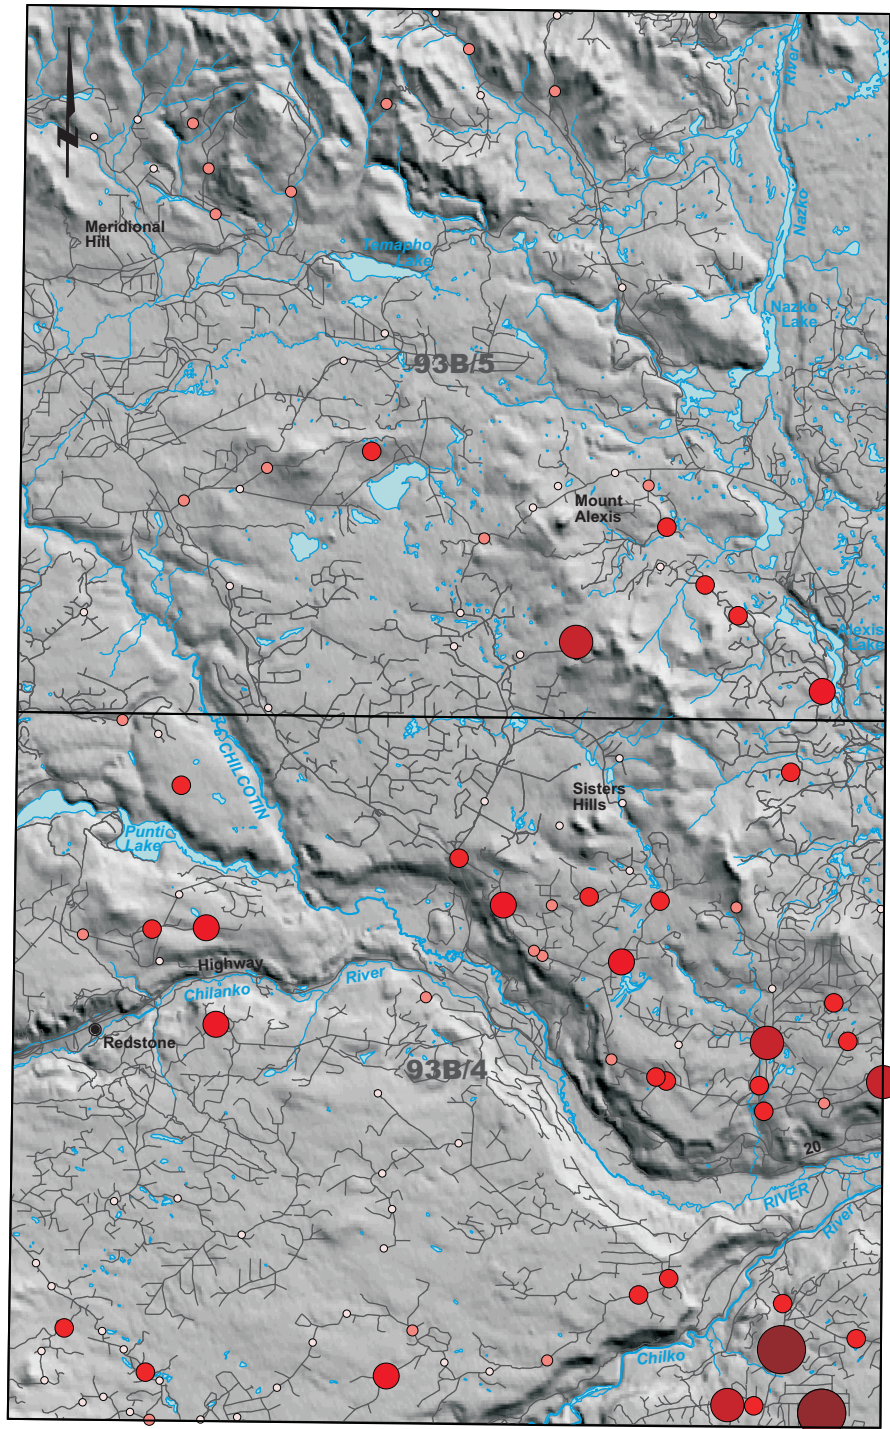 River
Nazko
Meridional
Hill
Temapho
Lake
Nazko
Lake
93B/5
Mount
Alexis
Alexis
Lake
CHILCOTIN
Sisters
Hills
Puntic
Lake
Highway
River
Chilanko
Redstone
93B/4
20
RIVER
River
Chilko